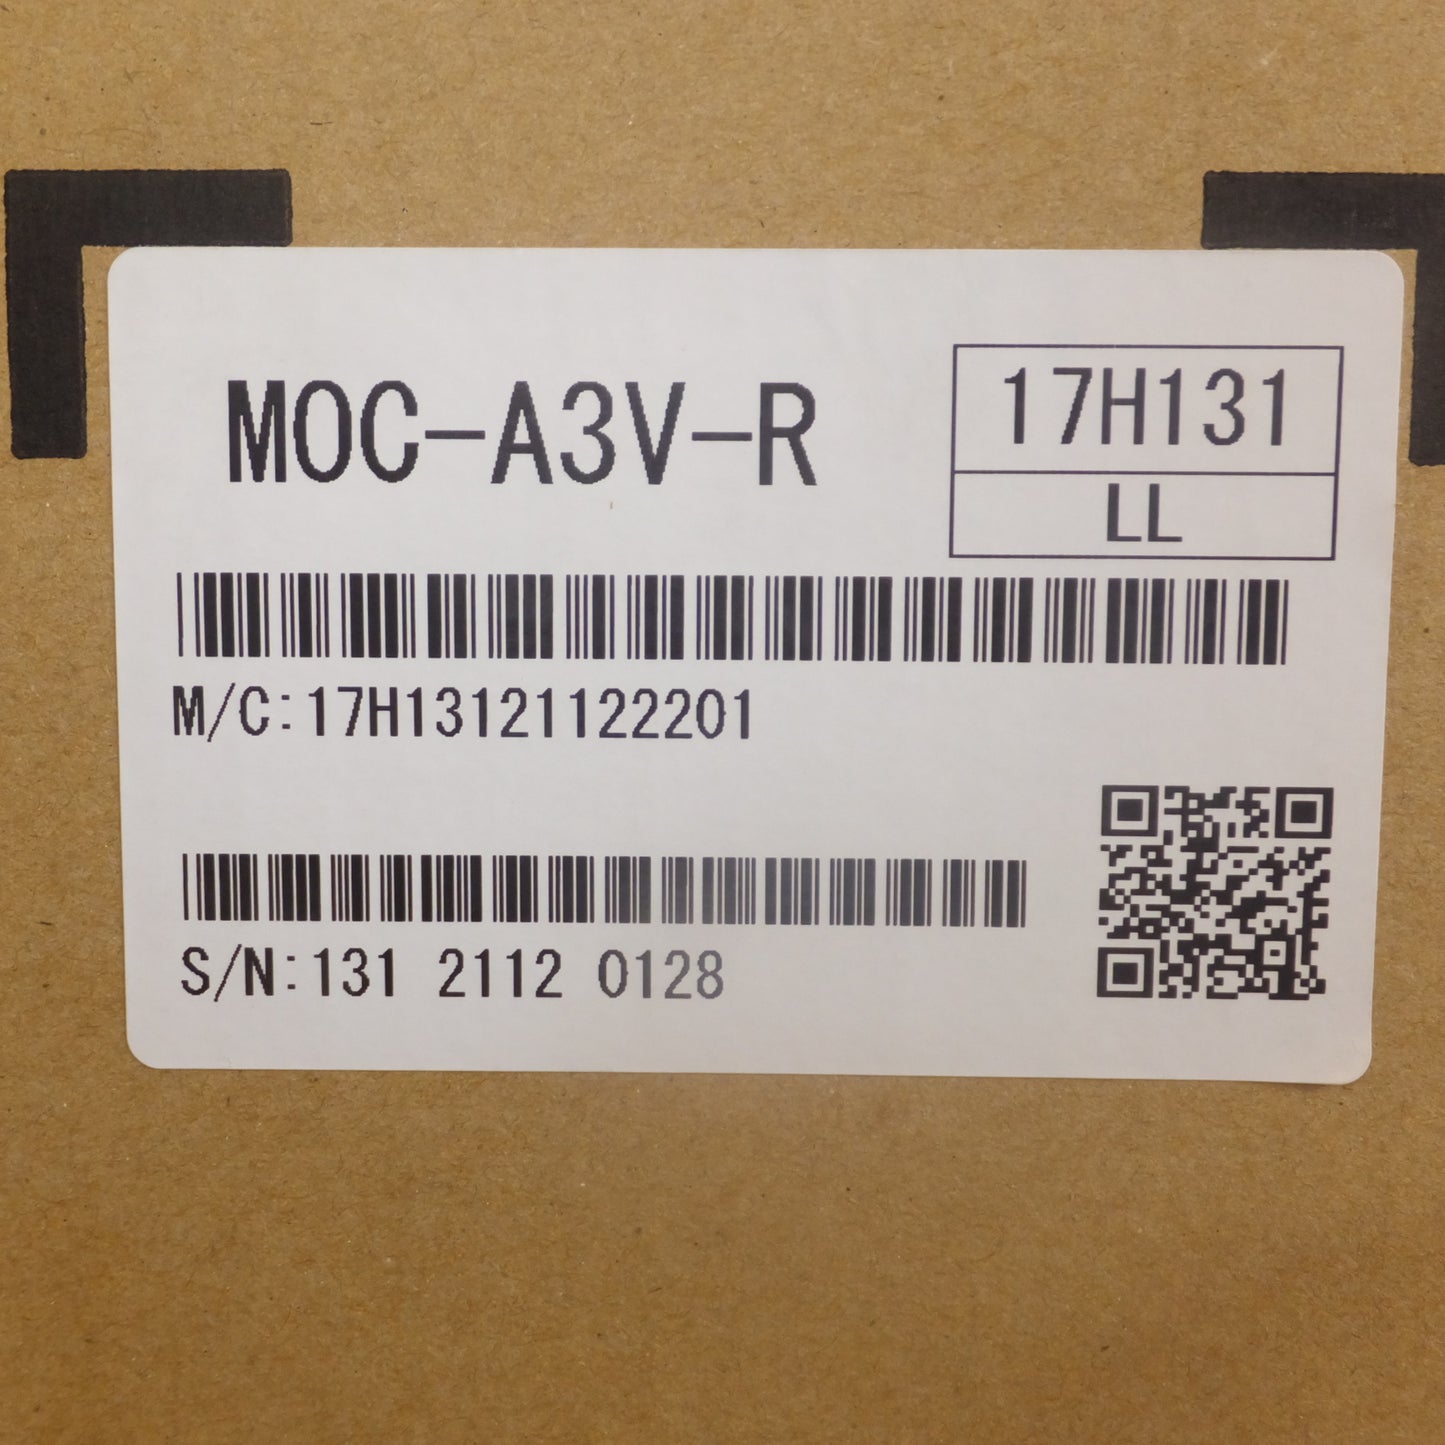 MOC-A3V-R
17H131
LL
M/C:17H13121122201
S/N:131 2112 0128